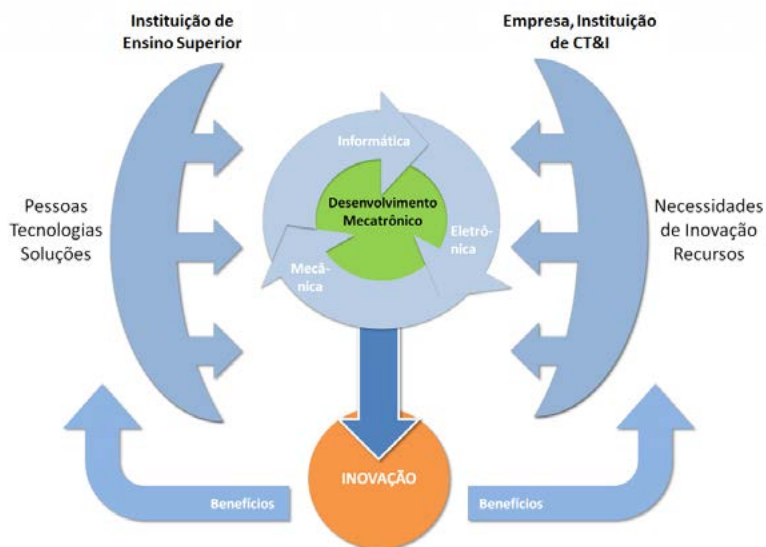 Instituição de
Ensino Superior
Empresa, Instituição
de CT&I
Informática
Desenvolvimento
Mecatrônico
Eletrô-
nica
Mecâ-
nica
Pessoas
Tecnologias
Soluções
Necessidades
de Inovação
Recursos
INOVAÇÃO
Benefícios
Benefícios